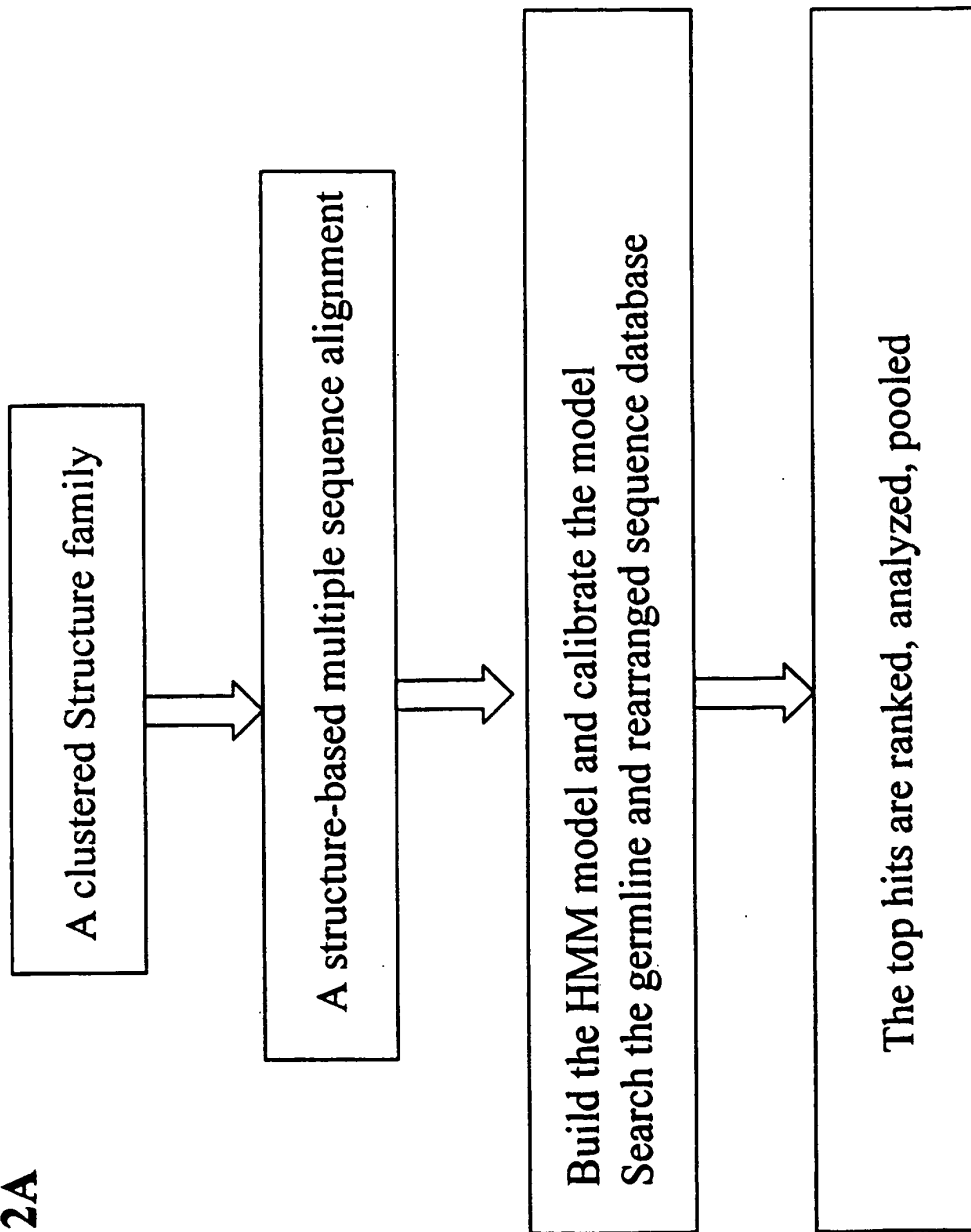 2A
A clustered Structure family
A structure-based multiple sequence alignment
Build the HMM model and calibrate the model
Search the germline and rearranged sequence database
The top hits are ranked, analyzed, pooled